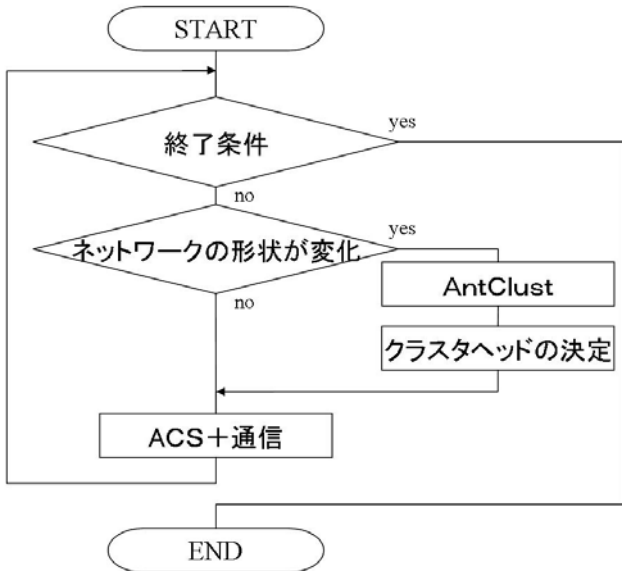 START
終了条件
yes
no
ネットワークの形状が変化
yes
no
AntClust
クラスタヘッドの決定
ACS＋通信
END